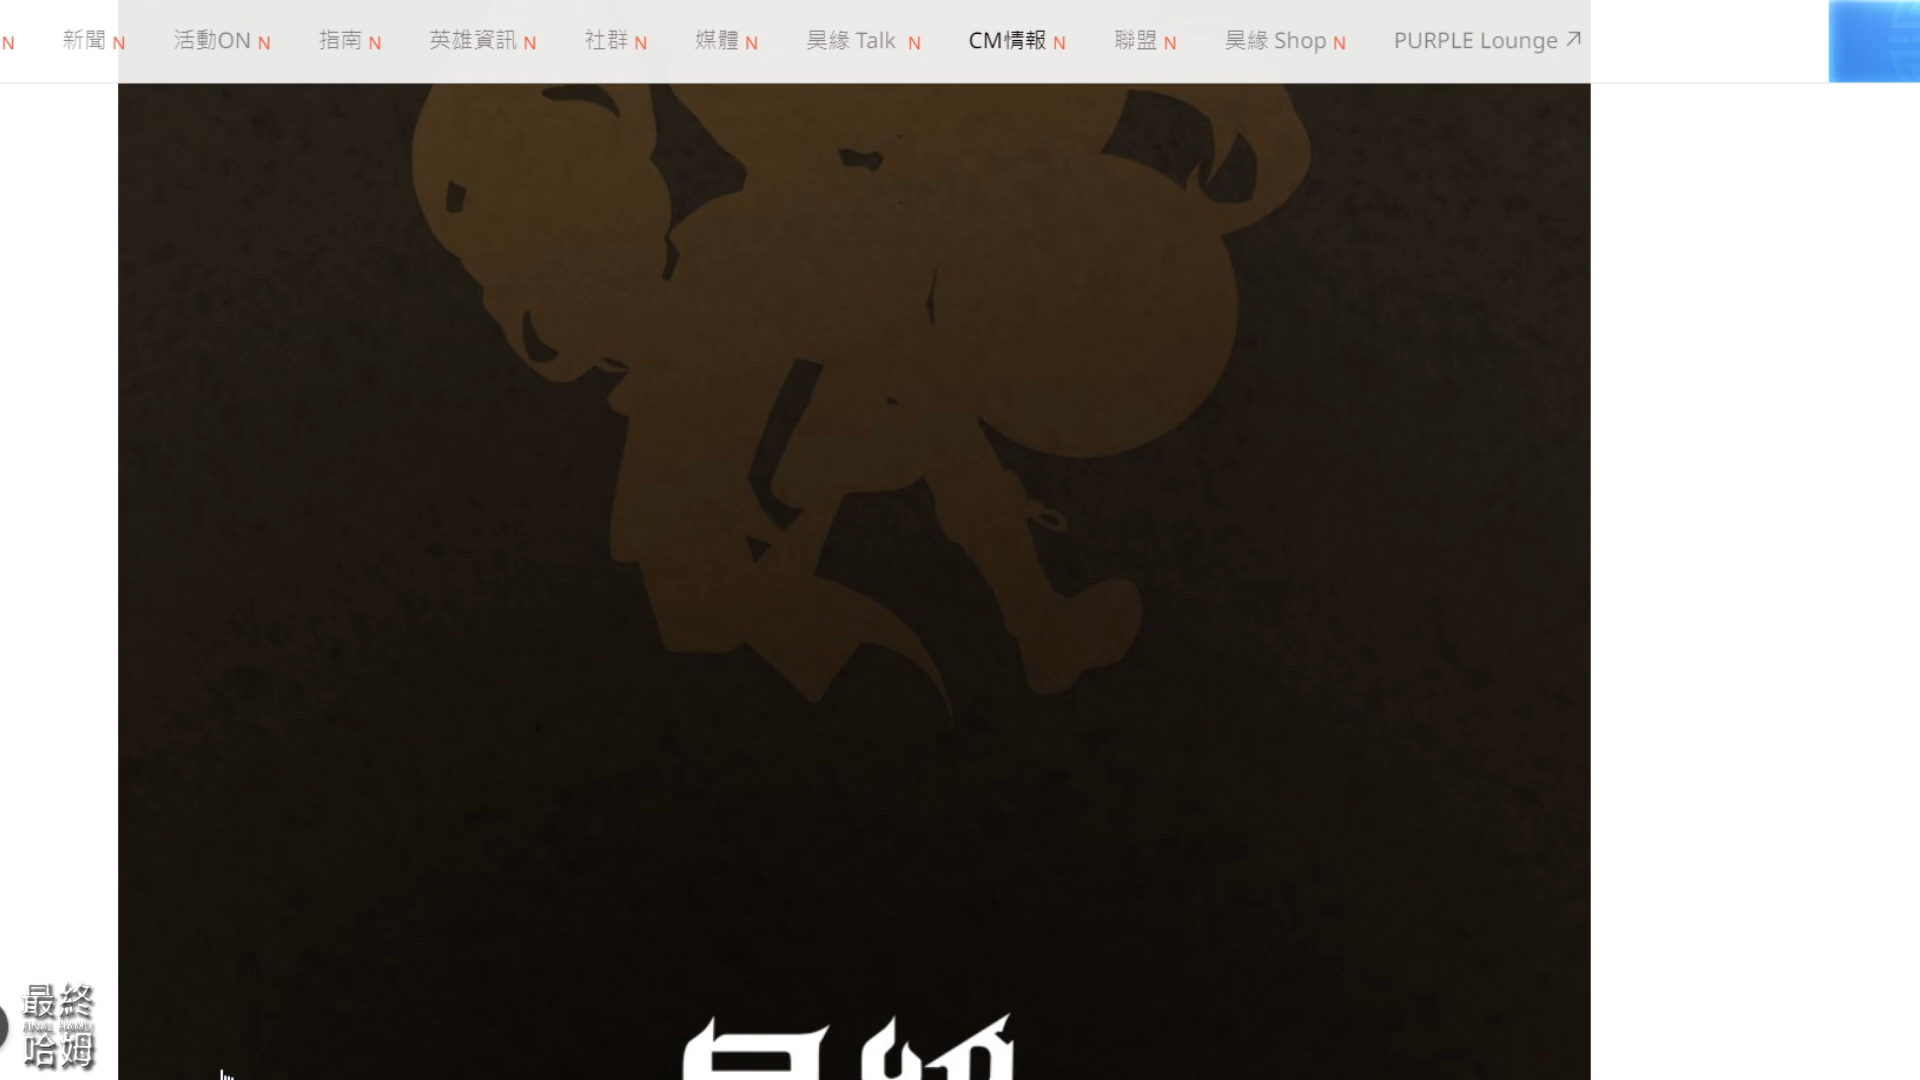 N 新聞 N 活動ON N 指南 N 英雄資訊 N 社群 N 媒體 N 昊緣 Talk N CM情報 N 聯盟 N 昊緣 Shop N PURPLE Lounge
最終
FINAL HAMU
哈姆